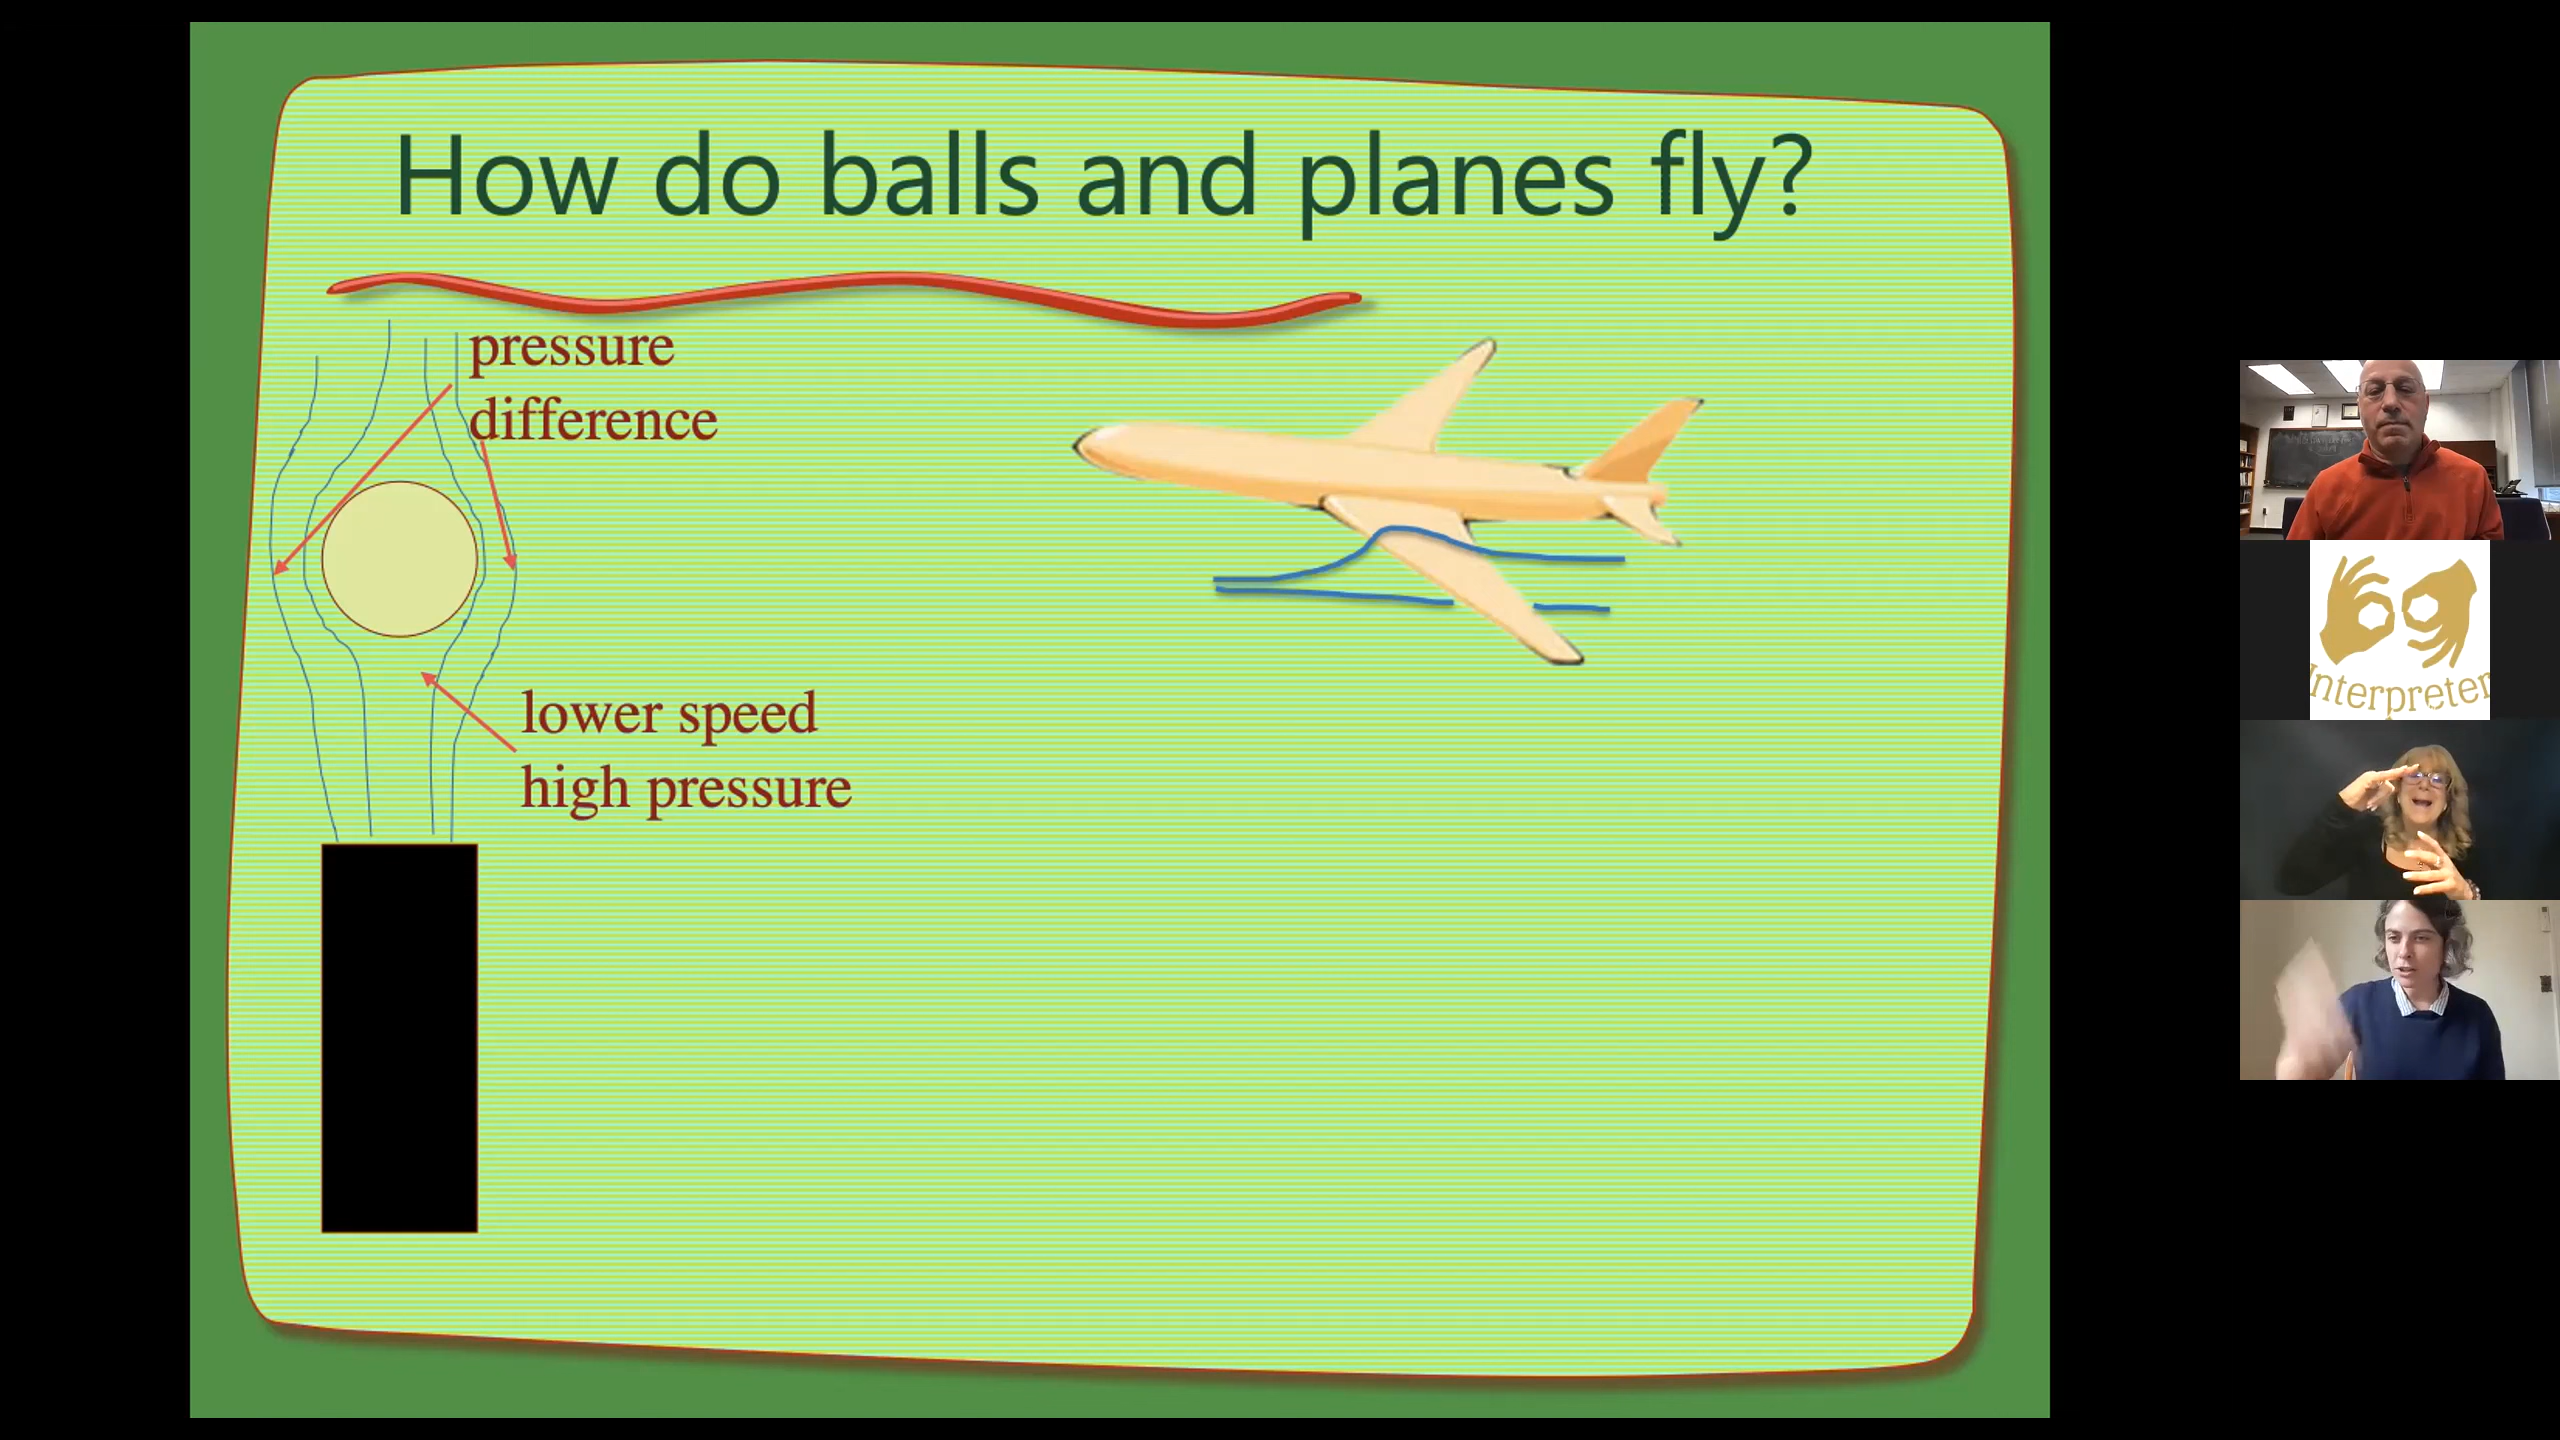 How do balls and planes fly?
pressure
difference
lower speed
high pressure
Interpreter